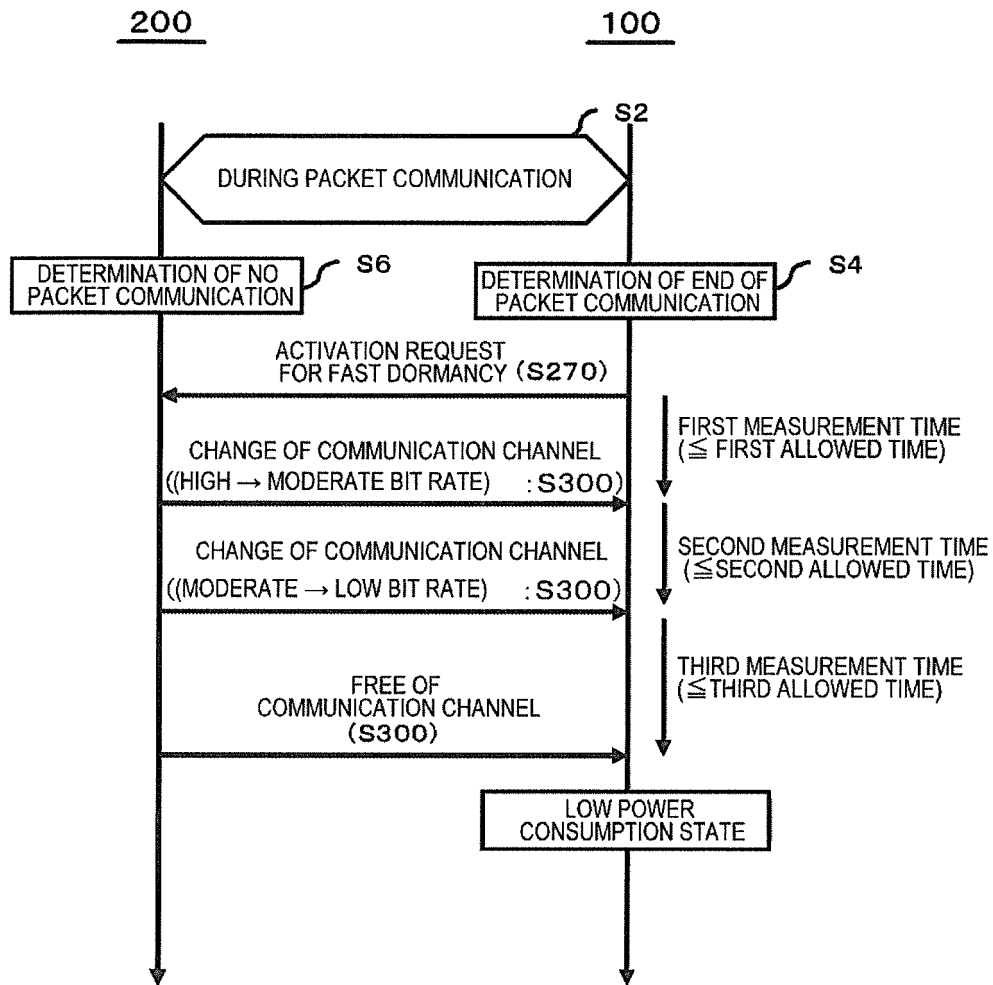 200
100
S2
DURING PACKET COMMUNICATION
DETERMINATION OF NO
PACKET COMMUNICATION
S6
DETERMINATION OF END OF
PACKET COMMUNICATION
S4
ACTIVATION REQUEST
FOR FAST DORMANCY (S270)
FIRST MEASUREMENT TIME
(≦ FIRST ALLOWED TIME)
CHANGE OF COMMUNICATION CHANNEL
((HIGH → MODERATE BIT RATE) :S300)
SECOND MEASUREMENT TIME
(≦SECOND ALLOWED TIME)
CHANGE OF COMMUNICATION CHANNEL
((MODERATE → LOW BIT RATE) :S300)
THIRD MEASUREMENT TIME
(≦THIRD ALLOWED TIME)
FREE OF
COMMUNICATION CHANNEL
(S300)
LOW POWER
CONSUMPTION STATE